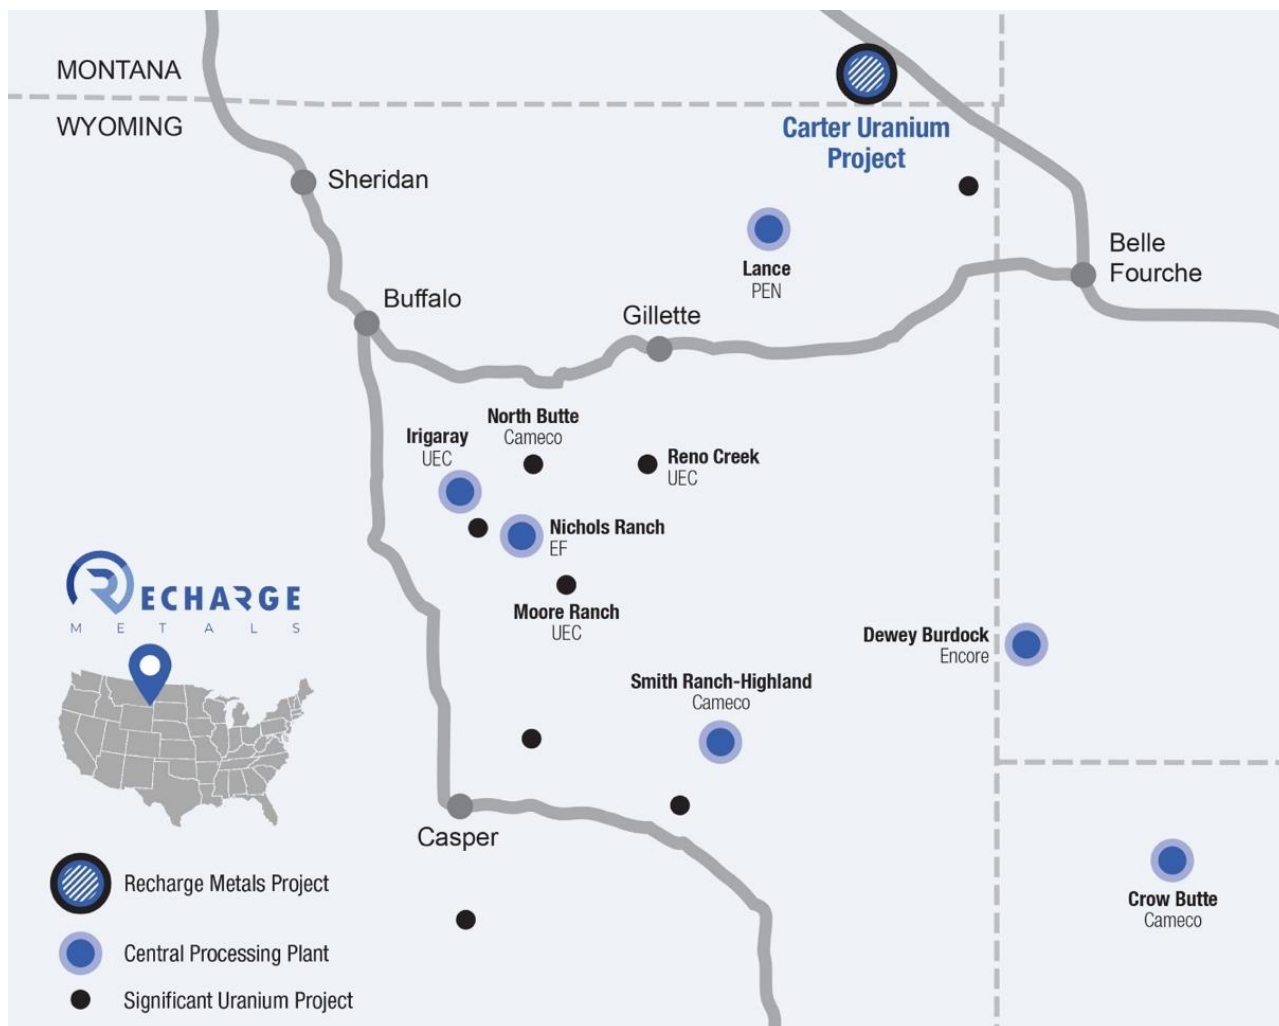 MONTANA
WYOMING
Carter Uranium
Project
Sheridan
Lance
PEN
Belle
Fourche
Buffalo
Gillette
North Butte
Cameco
Irigaray
UEC
Reno Creek
UEC
Nichols Ranch
EF
Moore Ranch
UEC
RECHARGE
METALS
Dewey Burdock
Encore
Smith Ranch-Highland
Cameco
Casper
Crow Butte
Cameco
Recharge Metals Project
Central Processing Plant
Significant Uranium Project